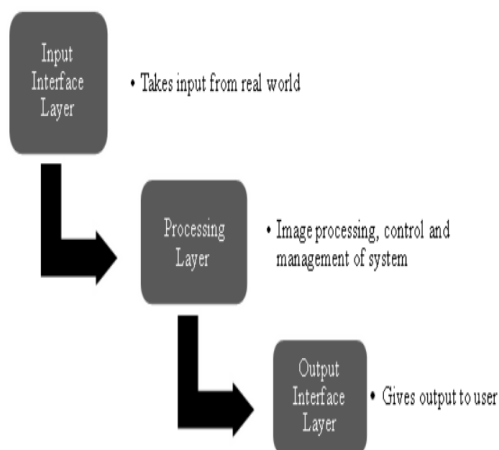 Input
Interface
Layer
• Takes input from real world
Processing
Layer
• Image processing, control and
management of system
Output
Interface
Layer
• Gives output to user